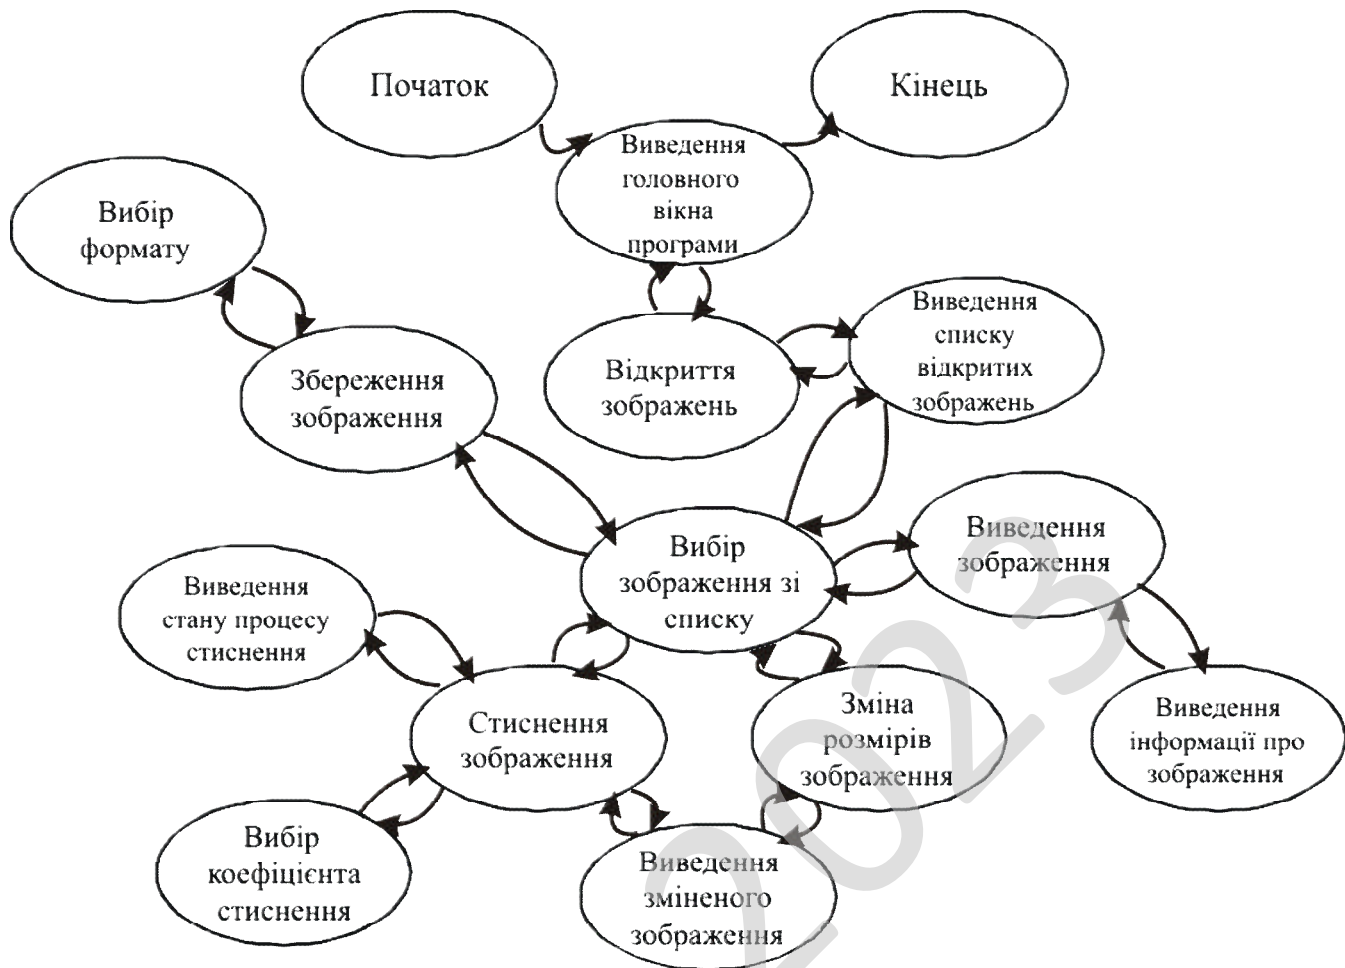 Початок
Кінець
Виведення
головного
вікна
програми
Вибір
формату
Виведення
списку
відкритих
зображень
Збереження
зображення
Відкриття
зображень
Вибір
зображення зі
списку
Виведення
зображення
Виведення
стану процесу
стиснення
Стиснення
зображення
Зміна
розмірів
зображення
Виведення
інформації про
зображення
Вибір
коефіцієнта
стиснення
Виведення
зміненого
зображення
2023